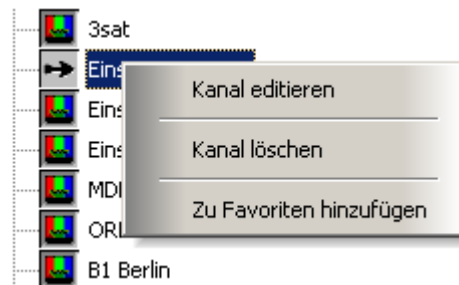 3sat
Eins
Kanal editieren
Eins
Eins
Kanal löschen
Zu Favoriten hinzufügen
B1 Berlin